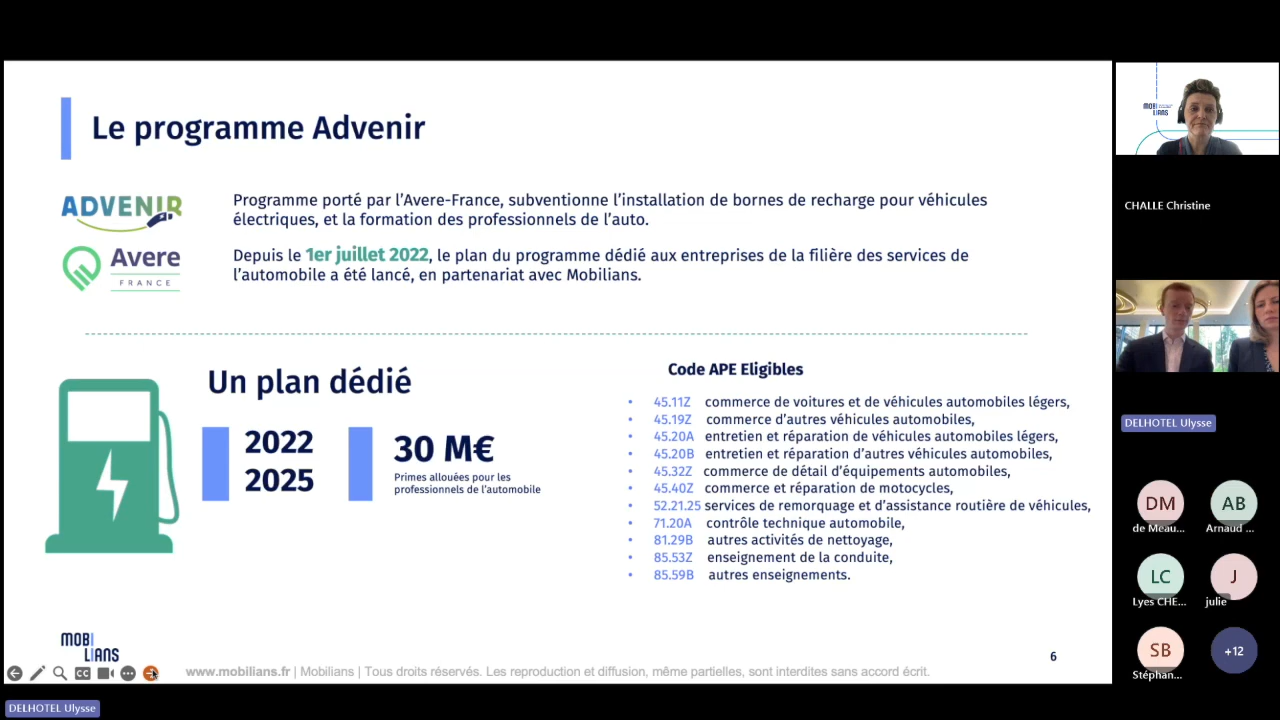 Le programme Advenir
ADVENIR
Programme porté par l'Avere-France, subventionne l'installation de bornes de recharge pour véhicules
électriques, et la formation des professionnels de l'auto.
Avere
FRANCE
Depuis le 1er juillet 2022, le plan du programme dédié aux entreprises de la filière des services de
l'automobile a été lancé, en partenariat avec Mobilians.
Un plan dédié
2022
2025
30 M€
Primes allouées pour les
professionnels de l'automobile
Code APE Eligibles
• 45.11Z commerce de voitures et de véhicules automobiles légers,
• 45.19Z commerce d'autres véhicules automobiles,
• 45.20A entretien et réparation de véhicules automobiles légers,
• 45.20B entretien et réparation d'autres véhicules automobiles,
• 45.32Z commerce de détail d'équipements automobiles,
• 45.40Z commerce et réparation de motocycles,
• 52.21.25 services de remorquage et d'assistance routière de véhicules,
• 71.20A contrôle technique automobile,
• 81.29B autres activités de nettoyage,
• 85.53Z enseignement de la conduite,
• 85.59B autres enseignements.
MOBI
LIANS
6
CC
www.mobilians.fr | Mobilians | Tous droits réservés. Les reproduction et diffusion, même partielles, sont interdites sans accord écrit.
DELHOTEL Ulysse
MOBI
LIANS
CHALLE Christine
DELHOTEL Ulysse
DM
de Meau...
AB
Arnaud ...
LC
Lyes CHE...
J
julie
SB
Stéphan...
+12